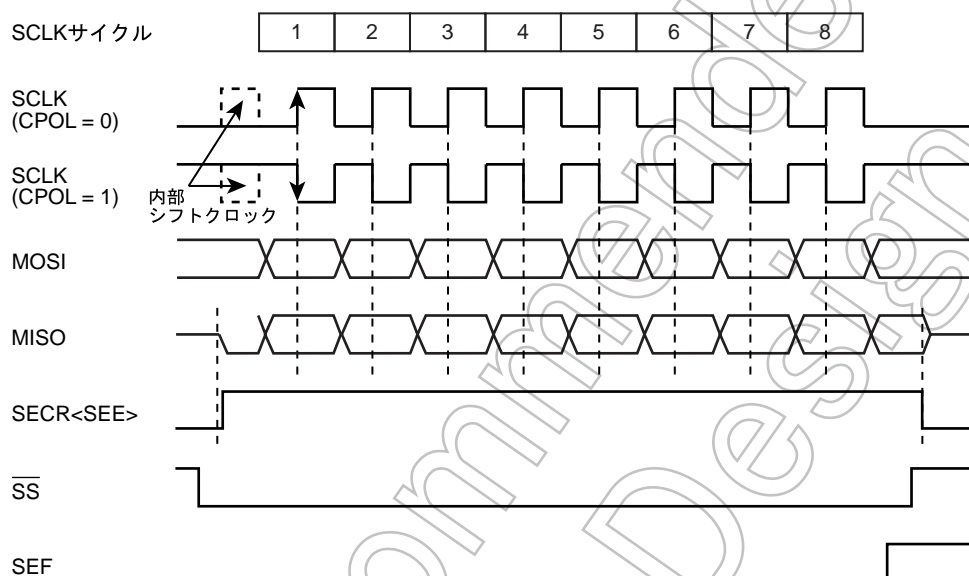 SCLKサイクル
1 2 3 4 5 6 7 8
SCLK
(CPOL = 0)
SCLK
(CPOL = 1)
内部
シフトクロック
MOSI
MISO
SECR<SEE>
SS
SEF